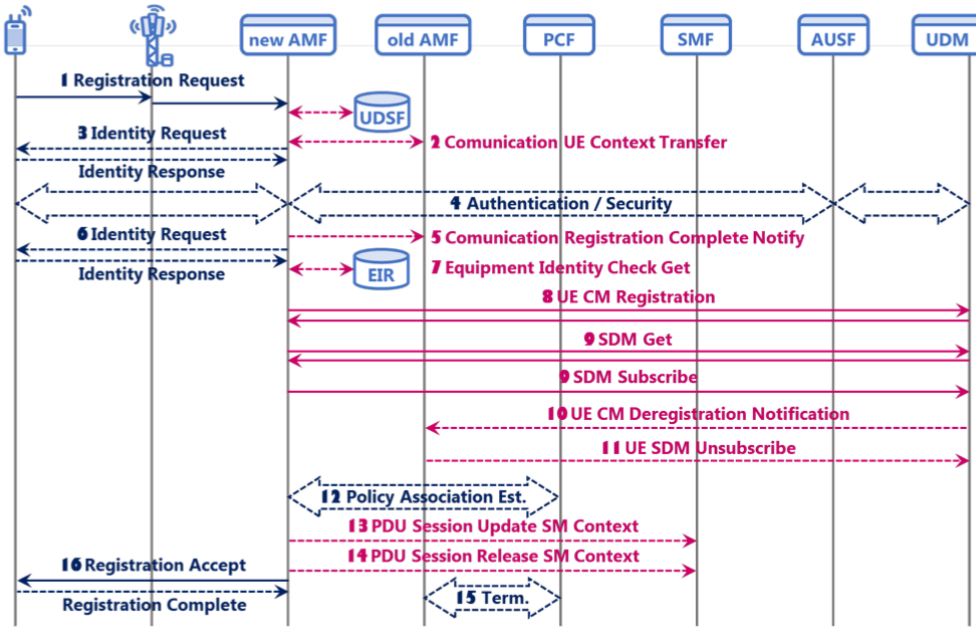 new AMF
old AMF
PCF
SMF
AUSF
UDM
1 Registration Request
UDSF
3 Identity Request
2 Comunication UE Context Transfer
Identity Response
4 Authentication / Security
6 Identity Request
5 Comunication Registration Complete Notify
Identity Response
EIR
7 Equipment Identity Check Get
8 UE CM Registration
9 SDM Get
9 SDM Subscribe
10 UE CM Deregistration Notification
11 UE SDM Unsubscribe
12 Policy Association Est.
13 PDU Session Update SM Context
14 PDU Session Release SM Context
16 Registration Accept
15 Term.
Registration Complete